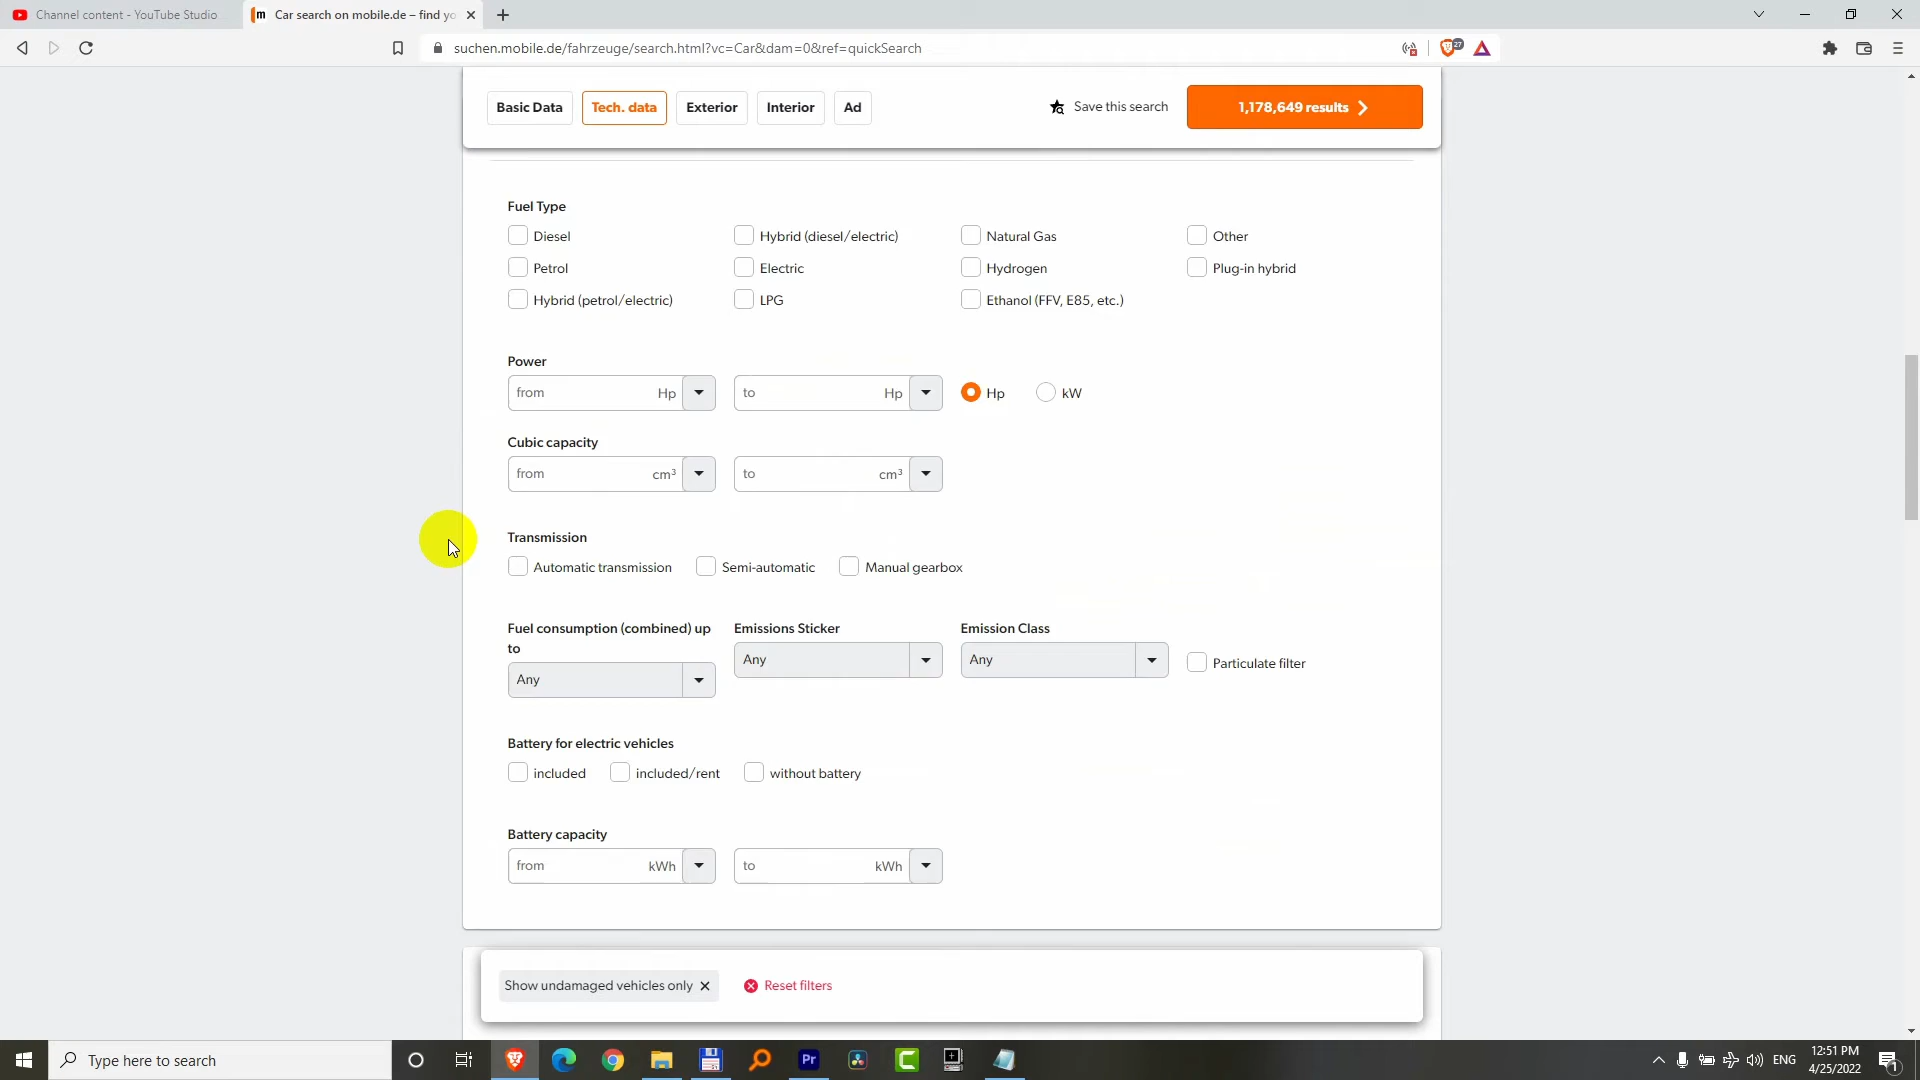 Channel content - YouTube Studio
Car search on mobile.de – find yo
suchen.mobile.de/fahrzeuge/search.html?vc=Car&dam=0&ref=quickSearch
27
Basic Data
Tech. data
Exterior
Interior
Ad
Save this search
1,178,649 results
Fuel Type
Diesel
Hybrid (diesel/electric)
Natural Gas
Other
Petrol
Electric
Hydrogen
Plug-in hybrid
Hybrid (petrol/electric)
LPG
Ethanol (FFV, E85, etc.)
Power
from Hp
to Hp
Hp
kW
Cubic capacity
from cm³
to cm³
Transmission
Automatic transmission
Semi-automatic
Manual gearbox
Fuel consumption (combined) up
to
Any
Emissions Sticker
Any
Emission Class
Any
Particulate filter
Battery for electric vehicles
included
included/rent
without battery
Battery capacity
from kWh
to kWh
Show undamaged vehicles only
Reset filters
Type here to search
Pr
ENG
12:51 PM
4/25/2022
1